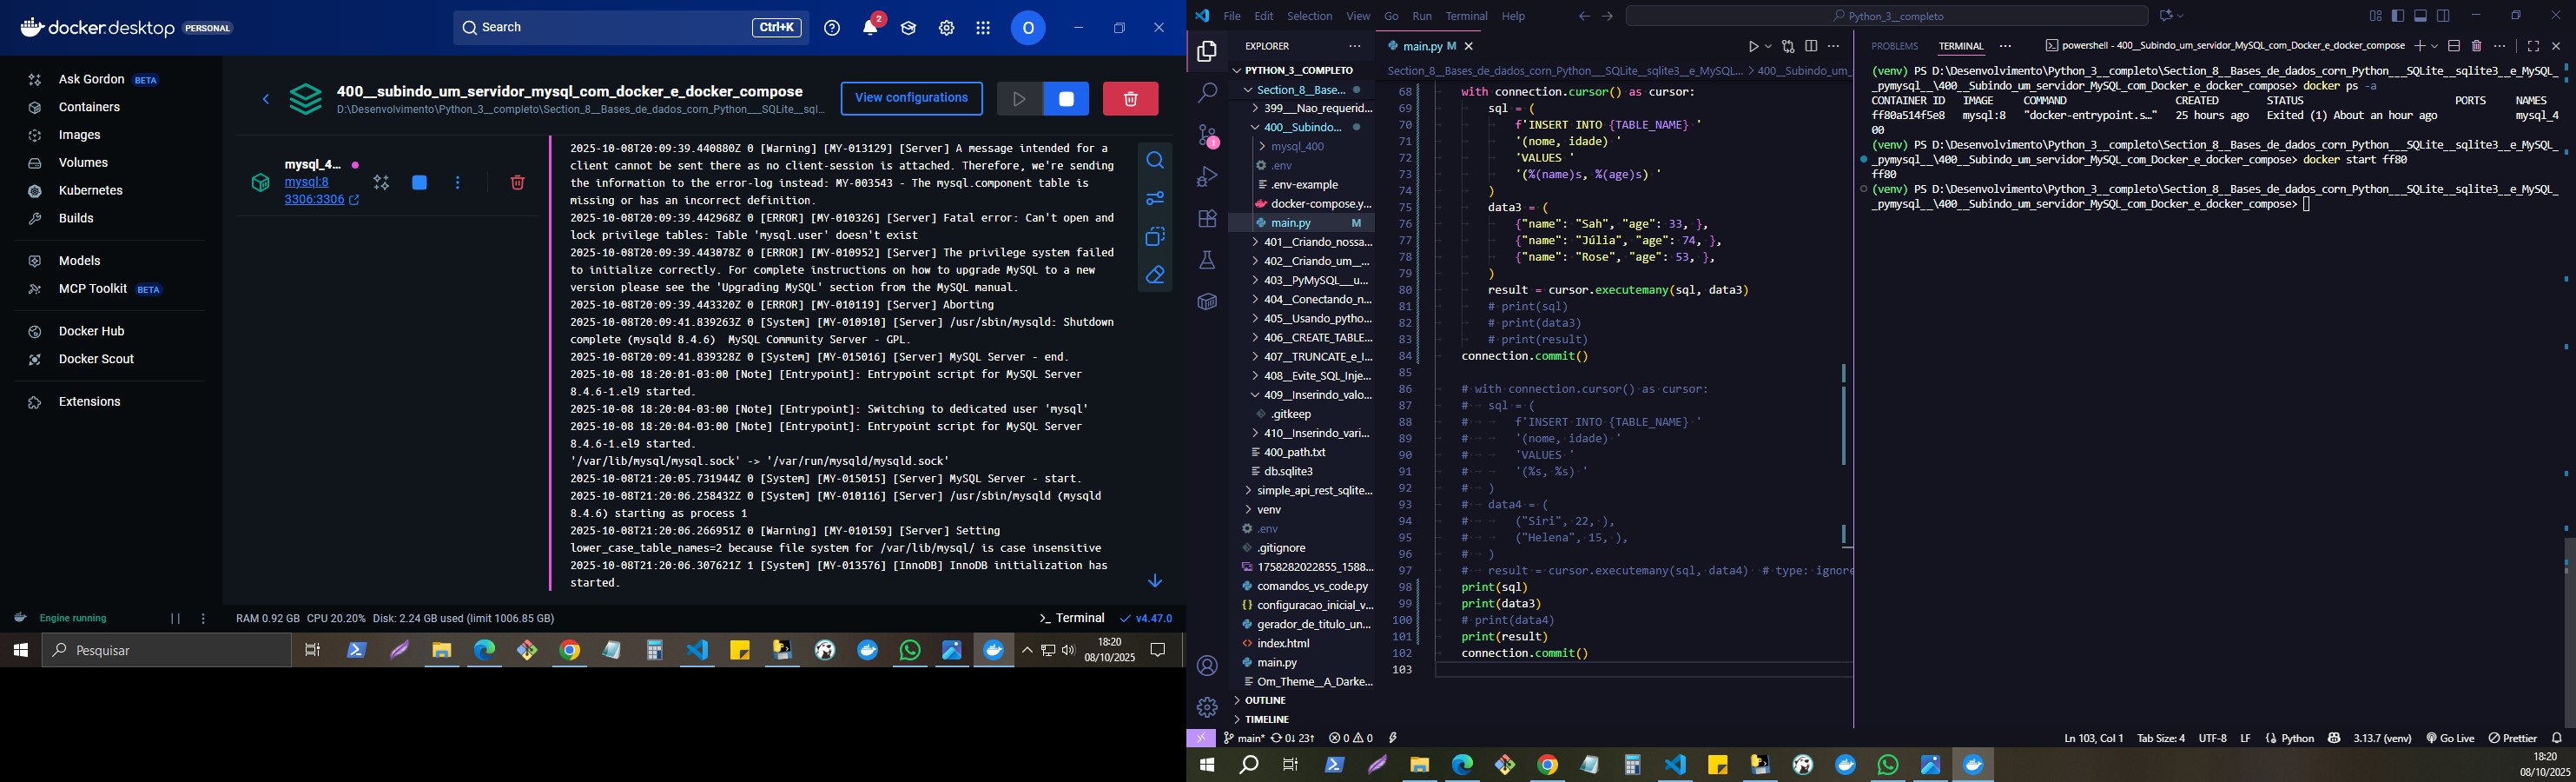 docker.desktop PERSONAL
Search
Ctrl+K
2
O
Ask Gordon BETA
Containers
Images
Volumes
Kubernetes
Builds
Models
MCP Toolkit BETA
Docker Hub
Docker Scout
Extensions
400__subindo_um_servidor_mysql_com_docker_e_docker_compose
D:\Desenvolvimento\Python_3__completo\Section_8__Bases_de_dados_corn_Python___SQLite__sql...
View configurations
mysql_4...
mysql:8
3306:3306
2025-10-08T20:09:39.440880Z 0 [Warning] [MY-013129] [Server] A message intended for a
client cannot be sent there as no client-session is attached. Therefore, we're sending
the information to the error-log instead: MY-003543 - The mysql.component table is
missing or has an incorrect definition.
2025-10-08T20:09:39.442968Z 0 [ERROR] [MY-010326] [Server] Fatal error: Can't open and
lock privilege tables: Table 'mysql.user' doesn't exist
2025-10-08T20:09:39.443078Z 0 [ERROR] [MY-010952] [Server] The privilege system failed
to initialize correctly. For complete instructions on how to upgrade MySQL to a new
version please see the 'Upgrading MySQL' section from the MySQL manual.
2025-10-08T20:09:39.443320Z 0 [ERROR] [MY-010119] [Server] Aborting
2025-10-08T20:09:41.839263Z 0 [System] [MY-010910] [Server] /usr/sbin/mysqld: Shutdown
complete (mysqld 8.4.6)  MySQL Community Server - GPL.
2025-10-08T20:09:41.839328Z 0 [System] [MY-015016] [Server] MySQL Server - end.
2025-10-08 18:20:01-03:00 [Note] [Entrypoint]: Entrypoint script for MySQL Server
8.4.6-1.el9 started.
2025-10-08 18:20:04-03:00 [Note] [Entrypoint]: Switching to dedicated user 'mysql'
2025-10-08 18:20:04-03:00 [Note] [Entrypoint]: Entrypoint script for MySQL Server
8.4.6-1.el9 started.
'/var/lib/mysql/mysql.sock' -> '/var/run/mysqld/mysqld.sock'
2025-10-08T21:20:05.731944Z 0 [System] [MY-015015] [Server] MySQL Server - start.
2025-10-08T21:20:06.258432Z 0 [System] [MY-010116] [Server] /usr/sbin/mysqld (mysqld
8.4.6) starting as process 1
2025-10-08T21:20:06.266951Z 0 [Warning] [MY-010159] [Server] Setting
lower_case_table_names=2 because file system for /var/lib/mysql/ is case insensitive
2025-10-08T21:20:06.307621Z 1 [System] [MY-013576] [InnoDB] InnoDB initialization has
started.
Engine running
RAM 0.92 GB CPU 20.20% Disk: 2.24 GB used (limit 1006.85 GB)
>_ Terminal
v4.47.0
Pesquisar
18:20
08/10/2025
File Edit Selection View Go Run Terminal Help
Python_3__completo
EXPLORER
PYTHON_3__COMPLETO
Section_8__Base...
399__Nao_requerid...
400__Subindo...
mysql_400
.env
.env-example
docker-compose.y...
main.py M
401__Criando_nossa...
402__Criando_um__...
403__PyMySQL__u...
404__Conectando_n...
405__Usando_pytho...
406__CREATE_TABLE...
407__TRUNCATE_e_I...
408__Evite_SQL_Inje...
409__Inserindo_valo...
.gitkeep
410__Inserindo_vari...
400_path.txt
db.sqlite3
simple_api_rest_sqlite...
venv
.env
.gitignore
1758282022855_1588...
comandos_vs_code.py
configuracao_inicial_v...
gerador_de_titulo_un...
index.html
main.py
Om_Theme__A_Darke...
OUTLINE
TIMELINE
1
main.py M
Section_8__Bases_de_dados_corn_Python___SQLite__sqlite3__e_MySQL... > 400__Subindo_um_
68 with connection.cursor() as cursor:
69 sql = (
70 f'INSERT INTO {TABLE_NAME} '
71 '(nome, idade) '
72 'VALUES '
73 '(%(name)s, %(age)s) '
74 )
75 data3 = (
76 {"name": "Sah", "age": 33, },
77 {"name": "Júlia", "age": 74, },
78 {"name": "Rose", "age": 53, },
79 )
80 result = cursor.executemany(sql, data3)
81 # print(sql)
82 # print(data3)
83 # print(result)
84 connection.commit()
85
86 # with connection.cursor() as cursor:
87 # sql = (
88 # f'INSERT INTO {TABLE_NAME} '
89 # '(nome, idade) '
90 # 'VALUES '
91 # '(%s, %s) '
92 # )
93 # data4 = (
94 # ("Siri", 22, ),
95 # ("Helena", 15, ),
96 # )
97 # result = cursor.executemany(sql, data4)  # type: ignore
98 print(sql)
99 print(data3)
100 # print(data4)
101 print(result)
102 connection.commit()
103
PROBLEMS TERMINAL
powershell - 400__Subindo_um_servidor_MySQL_com_Docker_e_docker_compose
(venv) PS D:\Desenvolvimento\Python_3__completo\Section_8__Bases_de_dados_corn_Python___SQLite__sqlite3__e_MySQL_
_pymysql__\400__Subindo_um_servidor_MySQL_com_Docker_e_docker_compose> docker ps -a
CONTAINER ID   IMAGE     COMMAND                  CREATED        STATUS                         PORTS     NAMES
ff80a514f5e8   mysql:8   "docker-entrypoint.s…"   25 hours ago   Exited (1) About an hour ago             mysql_4
00
(venv) PS D:\Desenvolvimento\Python_3__completo\Section_8__Bases_de_dados_corn_Python___SQLite__sqlite3__e_MySQL_
_pymysql__\400__Subindo_um_servidor_MySQL_com_Docker_e_docker_compose> docker start ff80
ff80
(venv) PS D:\Desenvolvimento\Python_3__completo\Section_8__Bases_de_dados_corn_Python___SQLite__sqlite3__e_MySQL_
_pymysql__\400__Subindo_um_servidor_MySQL_com_Docker_e_docker_compose>
main* 0↓ 23↑ 0 0
Ln 103, Col 1 Tab Size: 4 UTF-8 LF Python 3.13.7 (venv) Go Live Prettier
18:20
08/10/2025